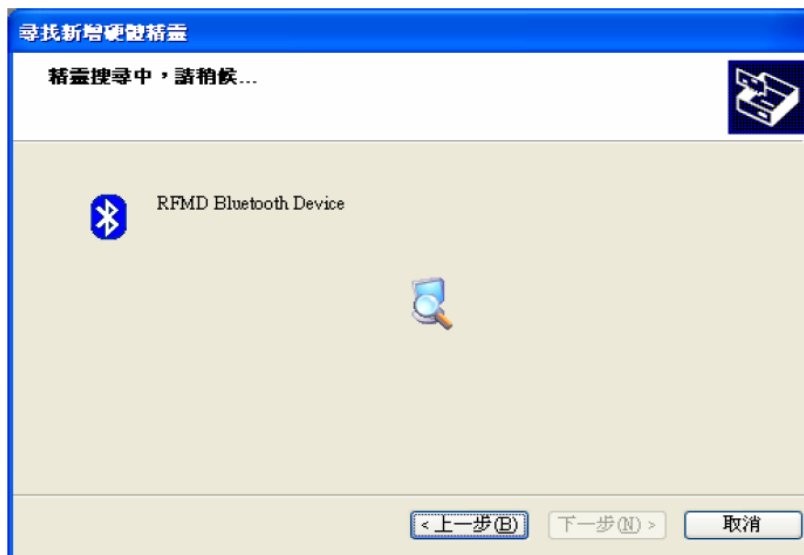 尋找新增硬體精靈
精靈搜尋中，請稍候...
RFMD Bluetooth Device
< 上一步(B)
下一步(N) >
取消